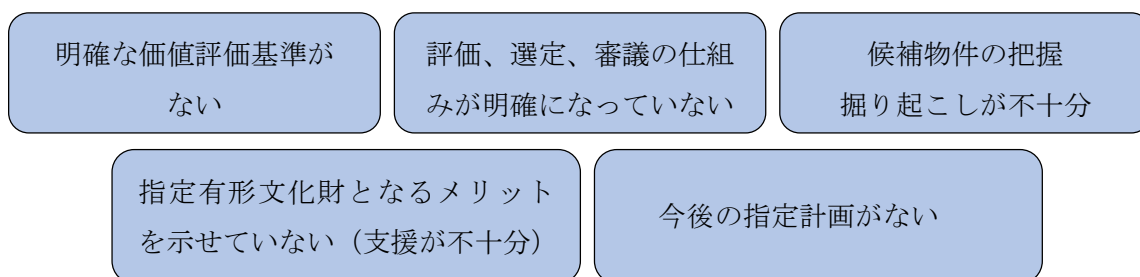 明確な価値評価基準が
ない
評価、選定、審議の仕組
みが明確になっていない
候補物件の把握
掘り起こしが不十分
指定有形文化財となるメリット
を示せていない（支援が不十分）
今後の指定計画がない